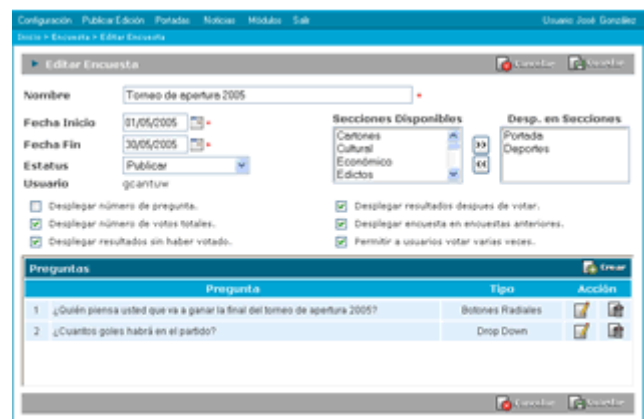 Configuración Publicar Edición Portadas Noticias Módulos Salir Usuario José González
Inicio > Encuesta > Editar Encuesta
Editar Encuesta Cancelar Guardar
Nombre Torneo de apertura 2005 *
Fecha Inicio 01/05/2005 *
Fecha Fin 30/05/2005 *
Estatus Publicar
Usuario gcantuw
Secciones Disponibles Desp. en Secciones
Cartones Portada
Cultural Deportes
Económico
Edictos
>>
<<
Desplegar número de pregunta. Desplegar resultados despues de votar.
Desplegar número de votos totales. Desplegar encuesta en encuestas anteriores.
Desplegar resultados sin haber votado. Permitir a usuarios votar varias veces.
Preguntas Crear
Pregunta Tipo Acción
1 ¿Quién piensa usted que va a ganar la final del torneo de apertura 2005? Botones Radiales
2 ¿Cuantos goles habrá en el partido? Drop Down
Cancelar Guardar